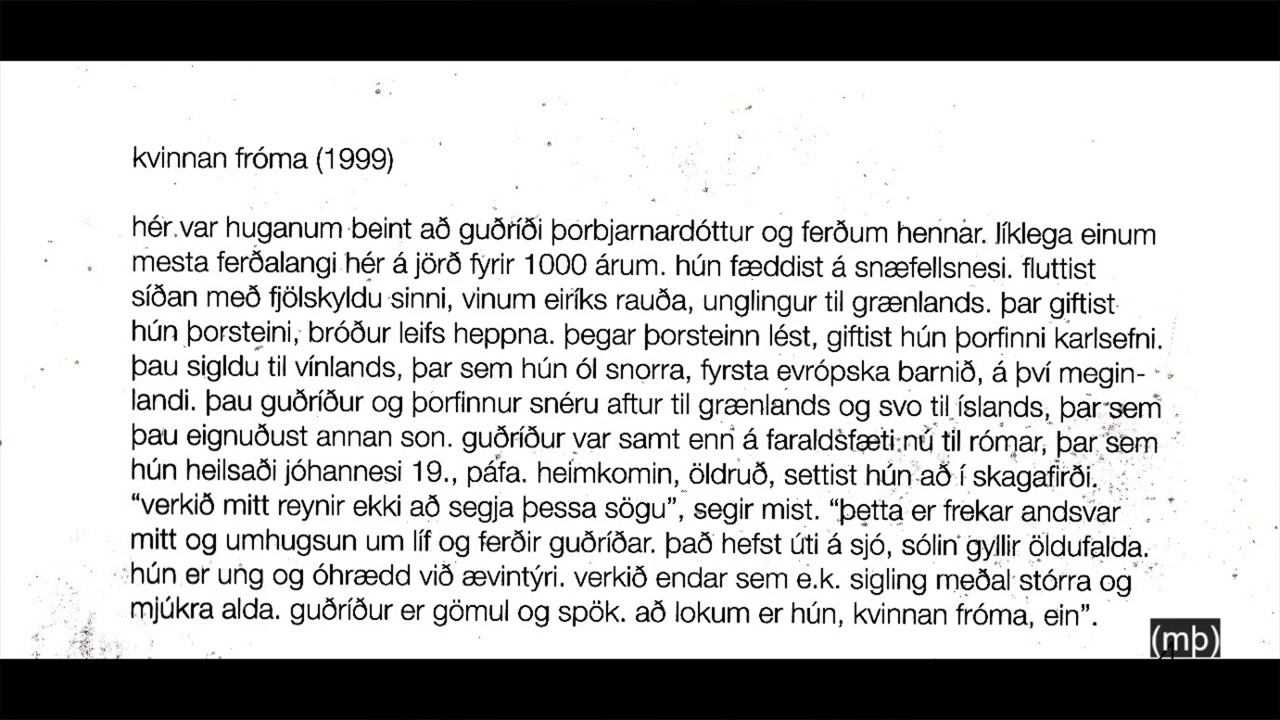 kvinnan fróma (1999)
hér var huganum beint að guðríði þorbjarnardóttur og ferðum hennar. líklega einum
mesta ferðalangi hér á jörð fyrir 1000 árum. hún fæddist á snæfellsnesi. fluttist
síðan með fjölskyldu sinni, vinum eiríks rauða, unglingur til grænlands. þar giftist
hún þorsteini, bróður leifs heppna. þegar þorsteinn lést, giftist hún þorfinni karlsefni.
þau sigldu til vínlands, þar sem hún ól snorra, fyrsta evrópska barnið, á því megin-
landi. þau guðríður og þorfinnur snéru aftur til grænlands og svo til íslands, þar sem
þau eignuðust annan son. guðríður var samt enn á faraldsfæti nú til rómar, þar sem
hún heilsaði jóhannesi 19., páfa. heimkomin, öldruð, settist hún að í skagafirði.
“verkið mitt reynir ekki að segja þessa sögu”, segir mist. “þetta er frekar andsvar
mitt og umhugsun um líf og ferðir guðríðar. það hefst úti á sjó, sólin gyllir öldufalda.
hún er ung og óhrædd við ævintýri. verkið endar sem e.k. sigling meðal stórra og
mjúkra alda. guðríður er gömul og spök. að lokum er hún, kvinnan fróma, ein”.
(mþ)